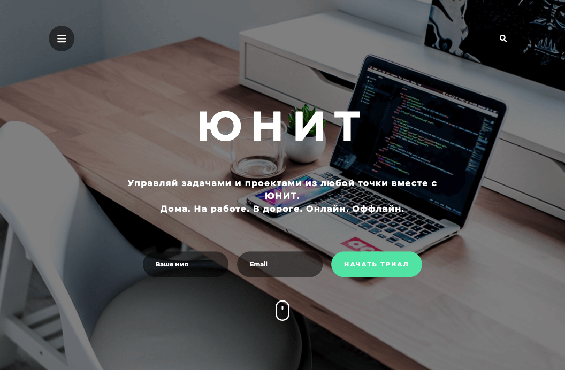 ЮНИТ
Управляй задачами и проектами из любой точки вместе с
ЮНИТ.
Дома. На работе. В дороге. Онлайн. Оффлайн.
Ваше имя
Email
НАЧАТЬ ТРИАЛ